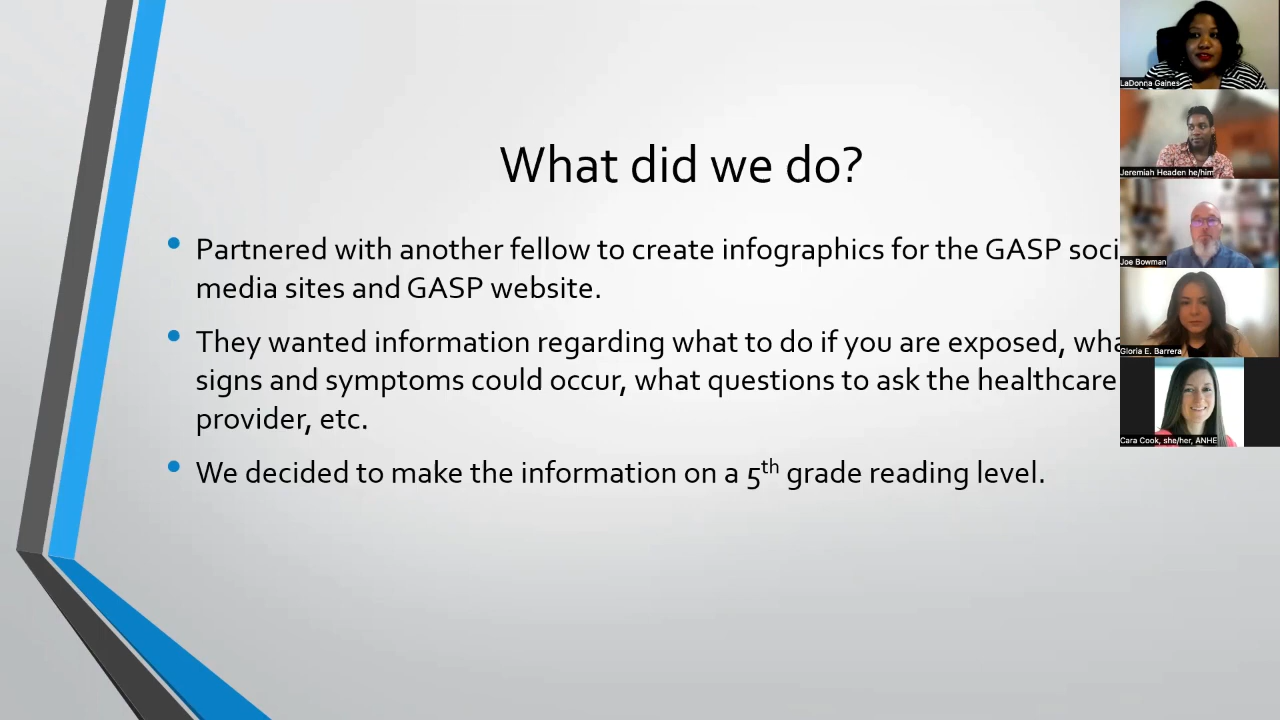 What did we do?
Partnered with another fellow to create infographics for the GASP soci
media sites and GASP website.
They wanted information regarding what to do if you are exposed, wha
signs and symptoms could occur, what questions to ask the healthcare
provider, etc.
We decided to make the information on a 5th grade reading level.
LaDonna Gaines
Jeremiah Headen he/him
Joe Bowman
Gloria E. Barrera
Cara Cook, she/her, ANHE